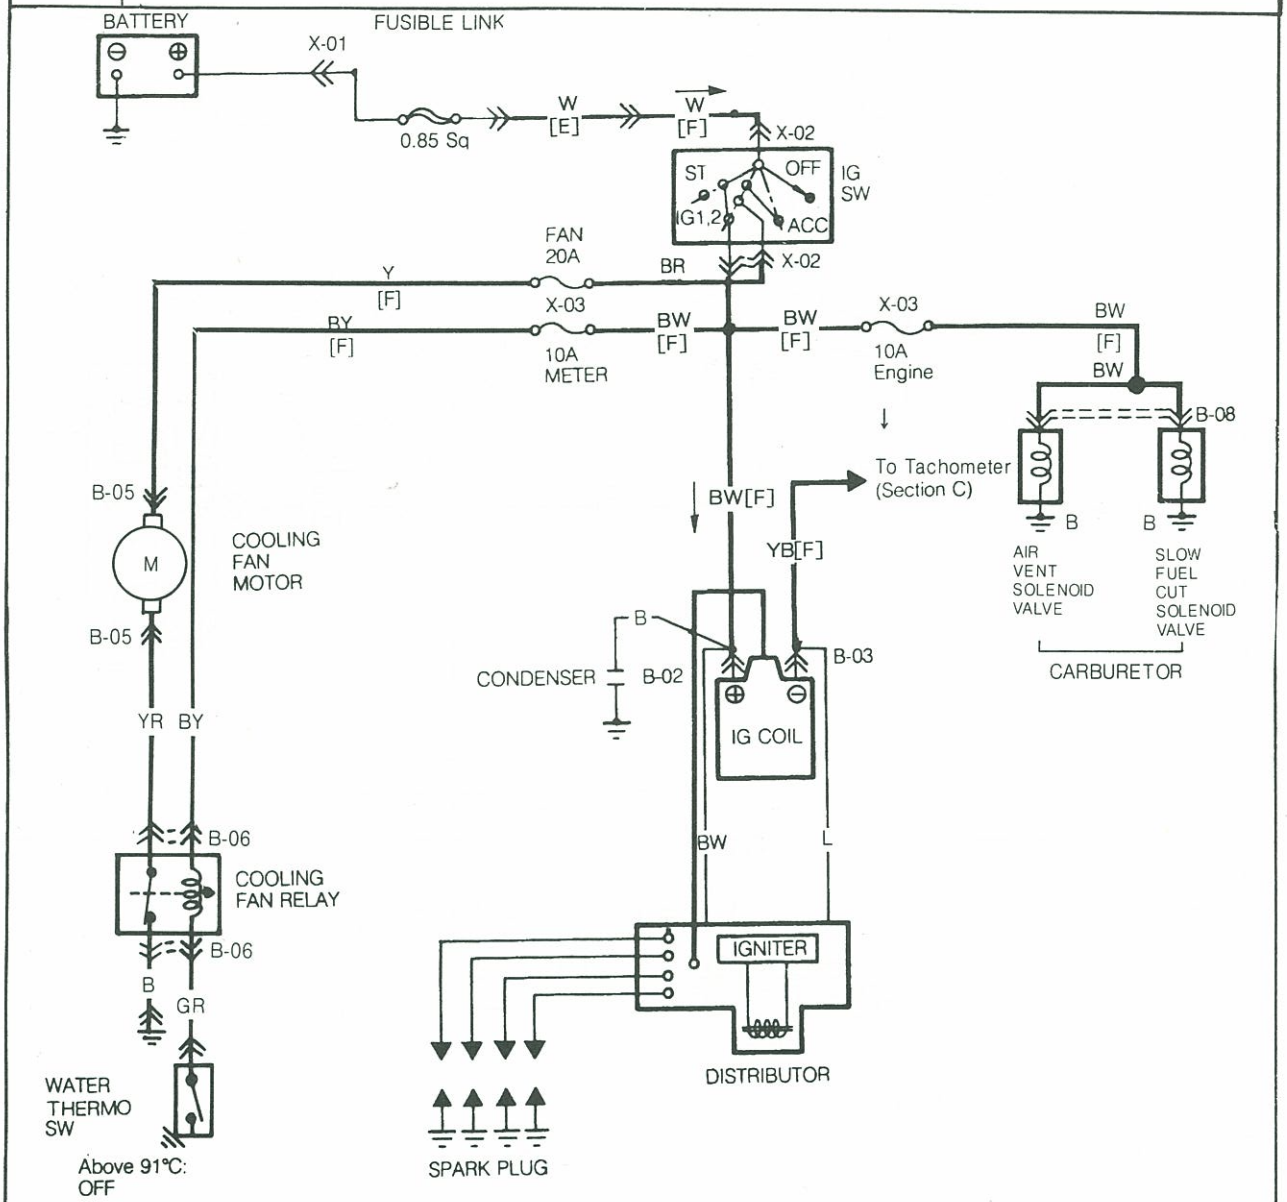 BATTERY
FUSIBLE LINK
X-01
W
[E]
W
[F]
0.85 Sq
X-02
ST
OFF
IG
SW
IG1,2
ACC
FAN
20A
BR
X-02
Y
[F]
X-03
X-03
BW
BY
[F]
BW
[F]
BW
[F]
[F]
10A
METER
10A
Engine
BW
B-08
To Tachometer
(Section C)
B-05
BW[F]
M
COOLING
FAN
MOTOR
YB[F]
B
B
AIR
VENT
SOLENOID
VALVE
SLOW
FUEL
CUT
SOLENOID
VALVE
B-05
B
CONDENSER
B-02
B-03
CARBURETOR
YR
BY
IG COIL
B-06
BW
L
COOLING
FAN RELAY
B-06
IGNITER
B
GR
DISTRIBUTOR
WATER
THERMO
SW
SPARK PLUG
Above 91°C:
OFF